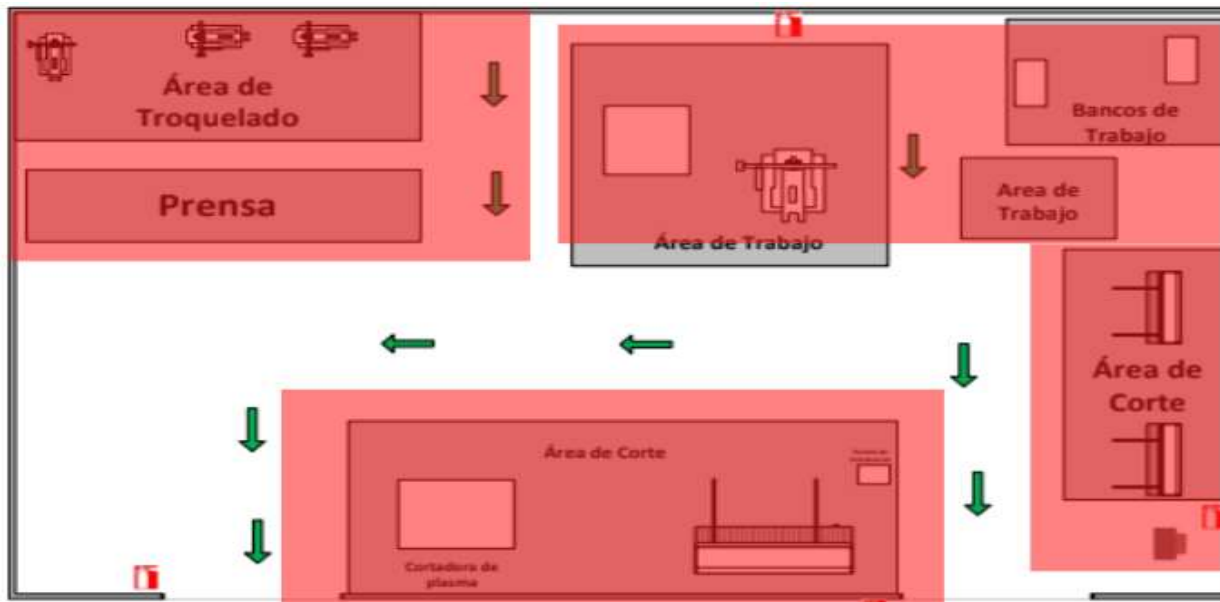 Área de
Troquelado
Prensa
Área de Trabajo
Bancos de
Trabajo
Area de
Trabajo
Área de
Corte
Área de Corte
Cortadora de
plasma